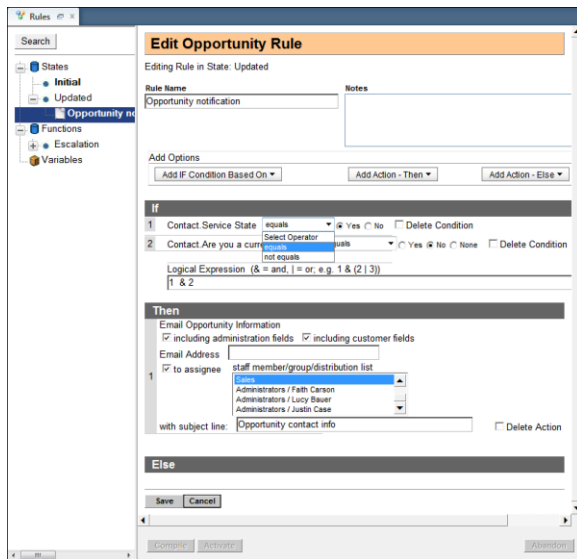 Rules
Search
States
Initial
Updated
Opportunity no
Functions
Escalation
Variables
Edit Opportunity Rule
Editing Rule in State: Updated
Rule Name
Notes
Opportunity notification
Add Options
Add IF Condition Based On
Add Action - Then
Add Action - Else
If
1 Contact.Service State equals Yes No Delete Condition
Select Operator
equals
not equals
2 Contact.Are you a curr uals Yes No None Delete Condition
Logical Expression (& = and, | = or; e.g. 1 & (2 | 3))
1 & 2
Then
Email Opportunity Information
including administration fields including customer fields
Email Address
1 to assignee staff member/group/distribution list
Sales
Administrators / Faith Carson
Administrators / Lucy Bauer
Administrators / Justin Case
with subject line: Opportunity contact info Delete Action
Else
Save Cancel
Compile Activate Abandon